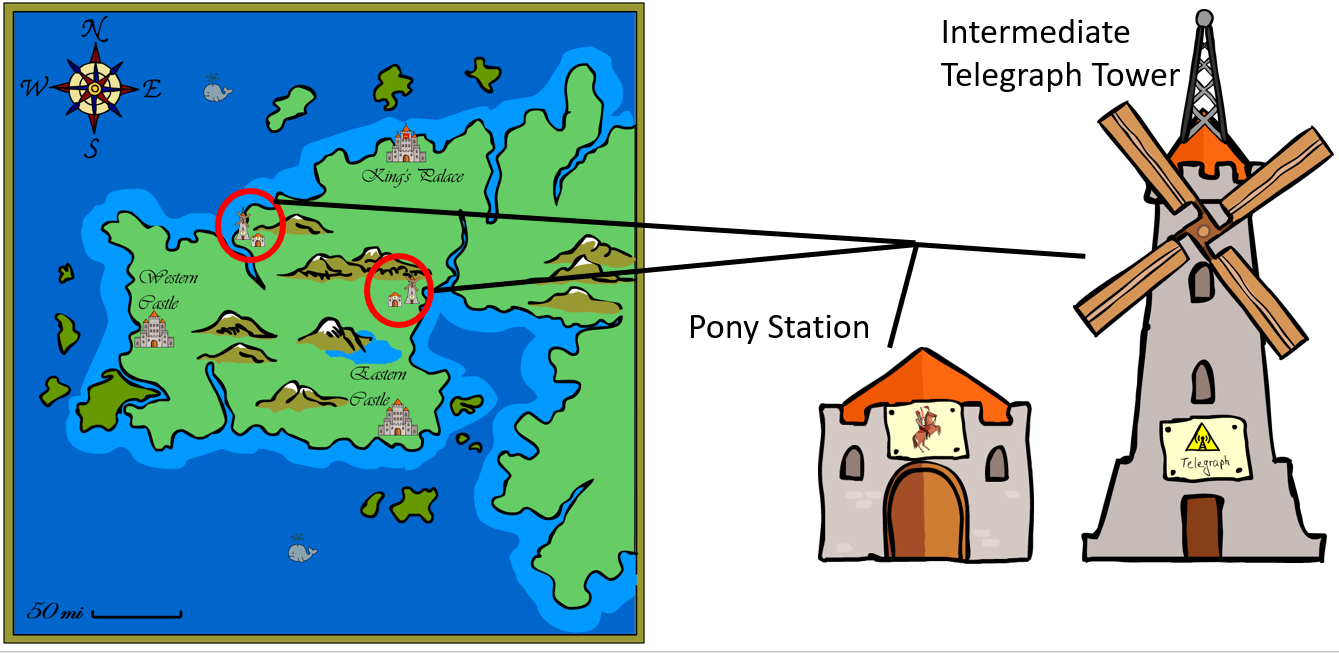 N
W
E
S
King's Palace
Western
Castle
Eastern
Castle
50 mi
Intermediate
Telegraph Tower
Pony Station
Telegraph